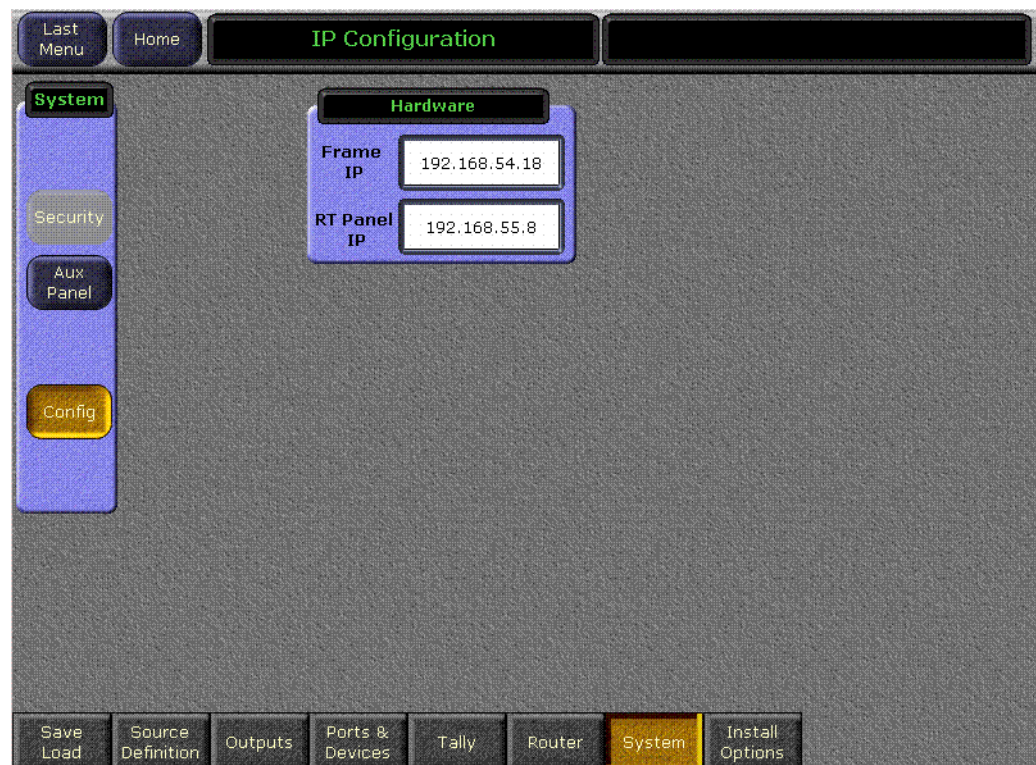 Last
Menu
Home
IP Configuration
System
Security
Aux
Panel
Config
Hardware
Frame
IP
192.168.54.18
RT Panel
IP
192.168.55.8
Save
Load
Source
Definition
Outputs
Ports &
Devices
Tally
Router
System
Install
Options